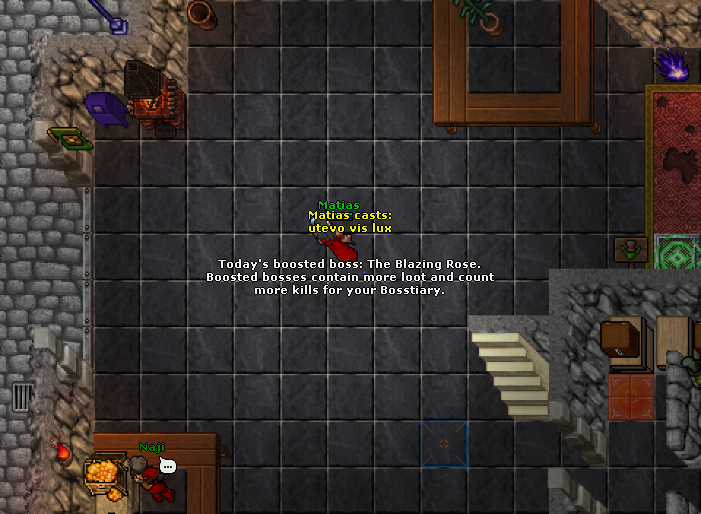 Matias
Matias casts:
utevo vis lux
Today's boosted boss: The Blazing Rose.
Boosted bosses contain more loot and count
more kills for your Bosstiary.
Naji
...